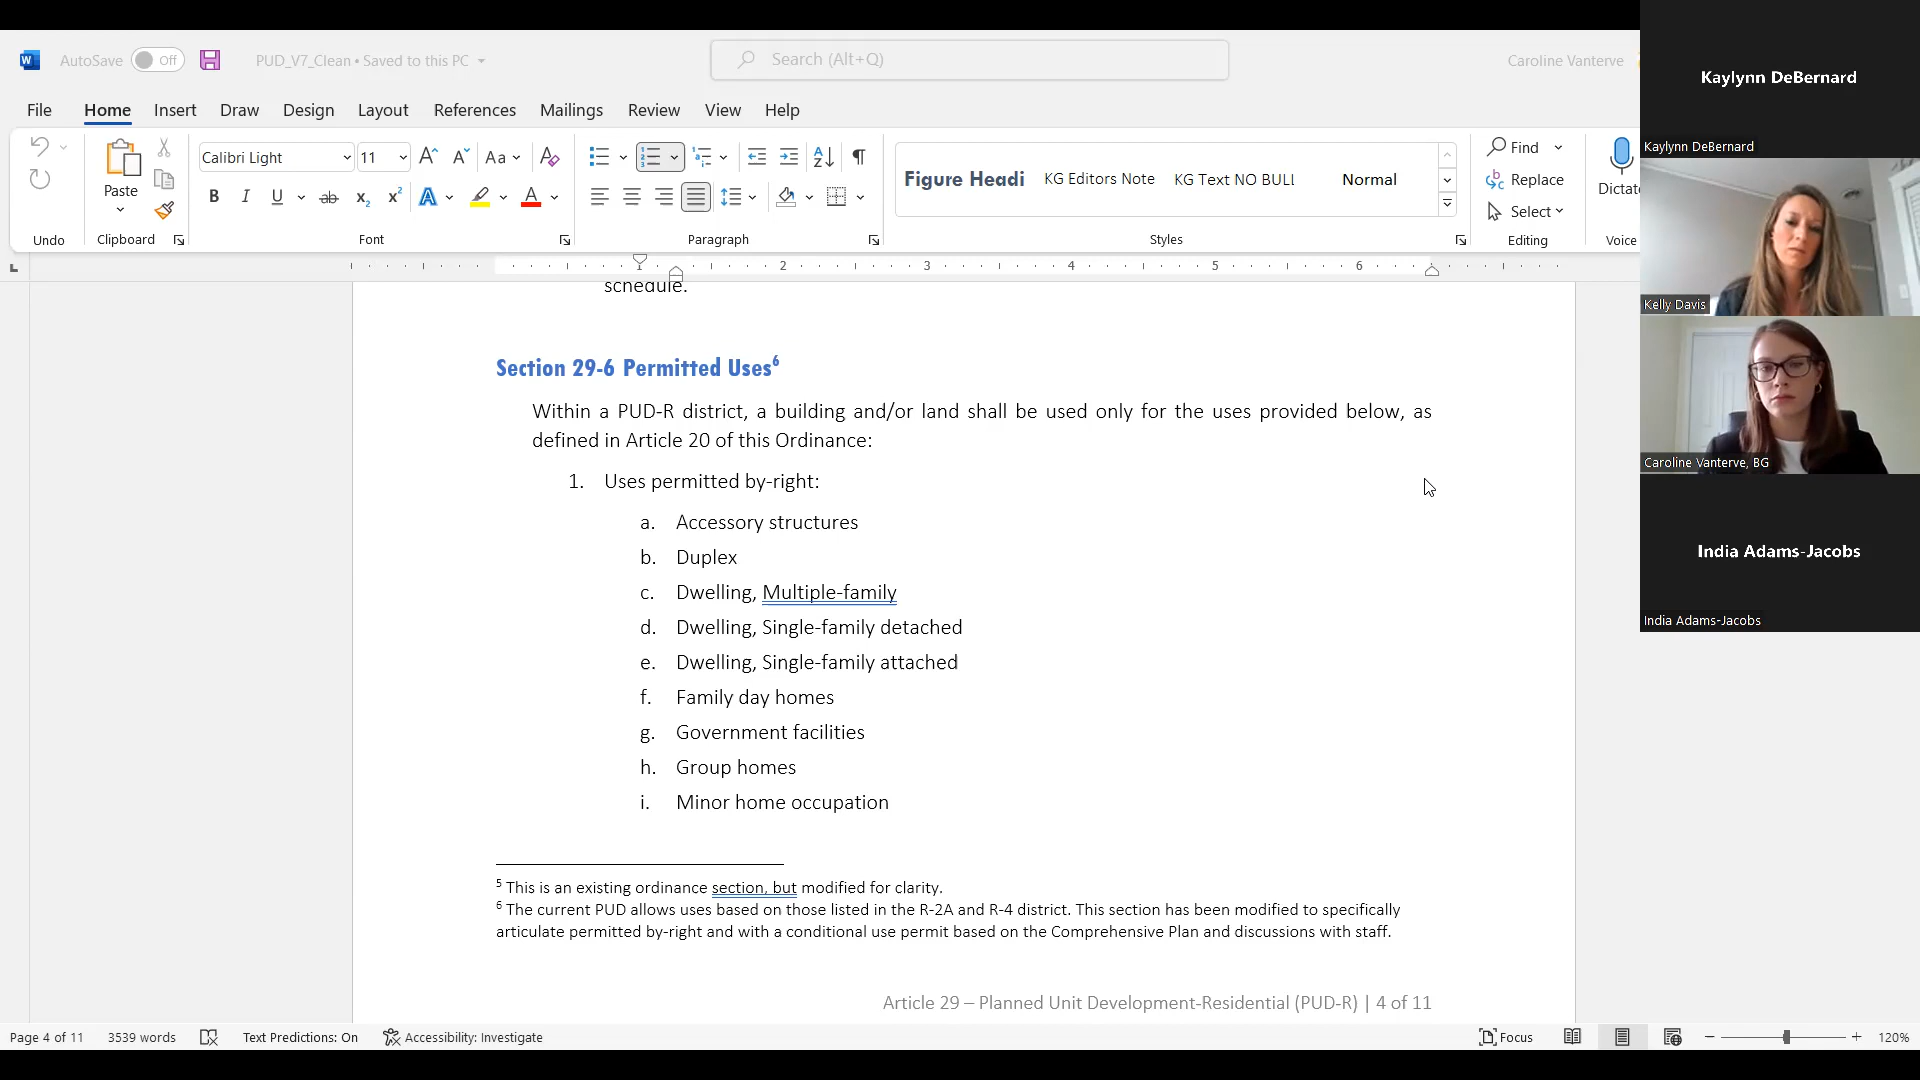 AutoSave Off PUD_V7_Clean • Saved to this PC Search (Alt+Q) Caroline Vanterve
File Home Insert Draw Design Layout References Mailings Review View Help
Calibri Light 11 Aa
Paste
Figure Headi KG Editors Note KG Text NO BULL Normal
Find
Replace
Select
Dictate
Undo Clipboard Font Paragraph Styles Editing Voice
1 2 3 4 5 6
schedule.
Section 29-6 Permitted Uses6
Within a PUD-R district, a building and/or land shall be used only for the uses provided below, as
defined in Article 20 of this Ordinance:
1. Uses permitted by-right:
a. Accessory structures
b. Duplex
c. Dwelling, Multiple-family
d. Dwelling, Single-family detached
e. Dwelling, Single-family attached
f. Family day homes
g. Government facilities
h. Group homes
i. Minor home occupation
5 This is an existing ordinance section, but modified for clarity.
6 The current PUD allows uses based on those listed in the R-2A and R-4 district. This section has been modified to specifically
articulate permitted by-right and with a conditional use permit based on the Comprehensive Plan and discussions with staff.
Article 29 – Planned Unit Development-Residential (PUD-R) | 4 of 11
Page 4 of 11 3539 words Text Predictions: On Accessibility: Investigate Focus 120%
Kaylynn DeBernard
Kaylynn DeBernard
Kelly Davis
Caroline Vanterve, BG
India Adams-Jacobs
India Adams-Jacobs